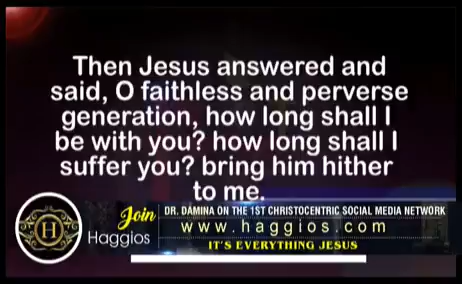 Then Jesus answered and
said, O faithless and perverse
generation, how long shall I
be with you? how long shall I
suffer you? bring him hither
to me.
H
Join
Haggios
DR. DAMINA ON THE 1ST CHRISTOCENTRIC SOCIAL MEDIA NETWORK
www.haggios.com
IT'S EVERYTHING JESUS